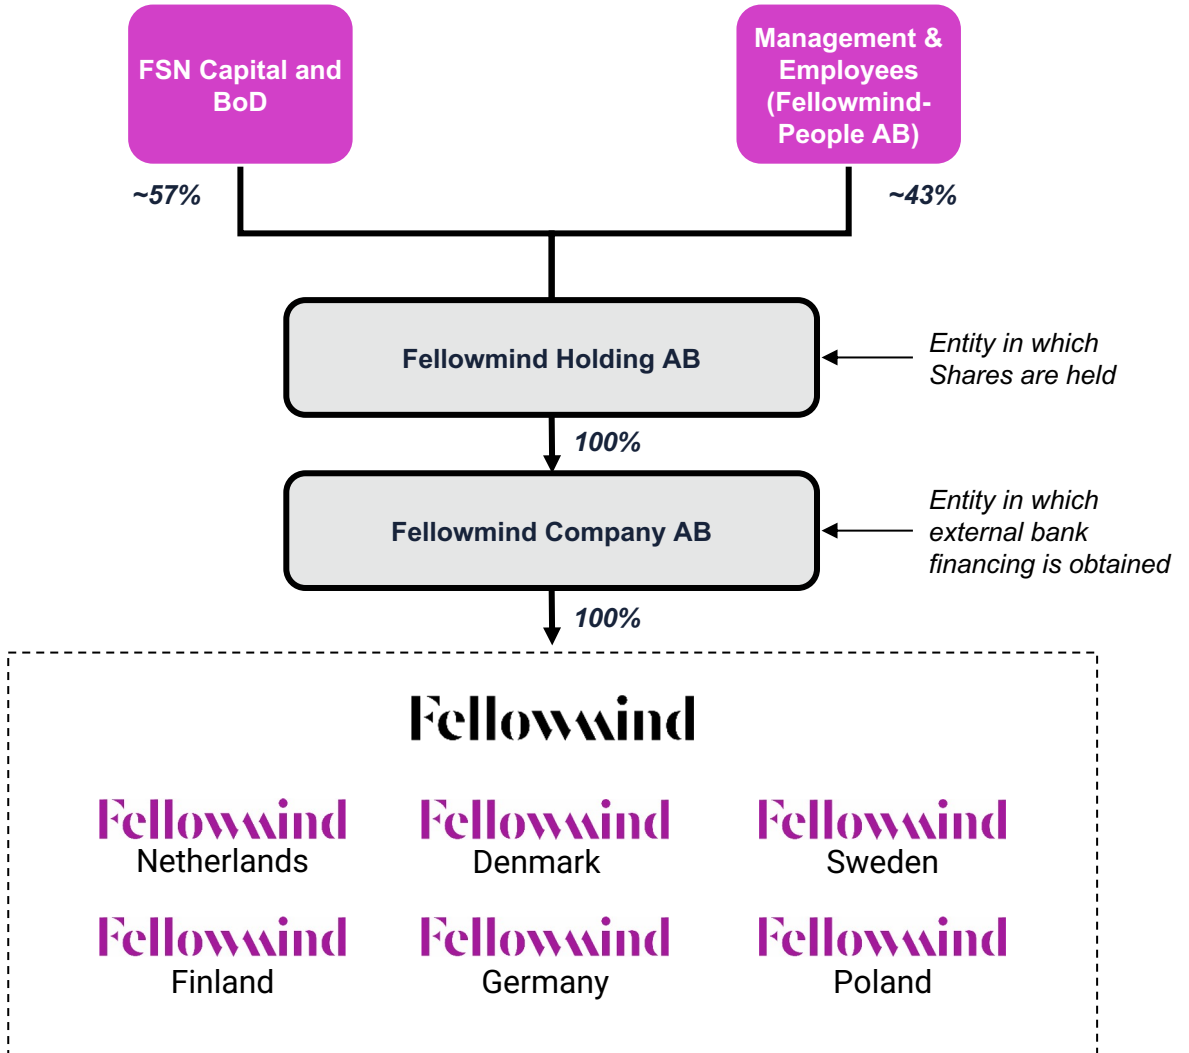 FSN Capital and
BoD
Management &
Employees
(Fellowmind-
People AB)
~57%
~43%
Fellowmind Holding AB
Entity in which
Shares are held
100%
Fellowmind Company AB
Entity in which
external bank
financing is obtained
100%
Fellowmind
Fellowmind
Netherlands
Fellowmind
Denmark
Fellowmind
Sweden
Fellowmind
Finland
Fellowmind
Germany
Fellowmind
Poland